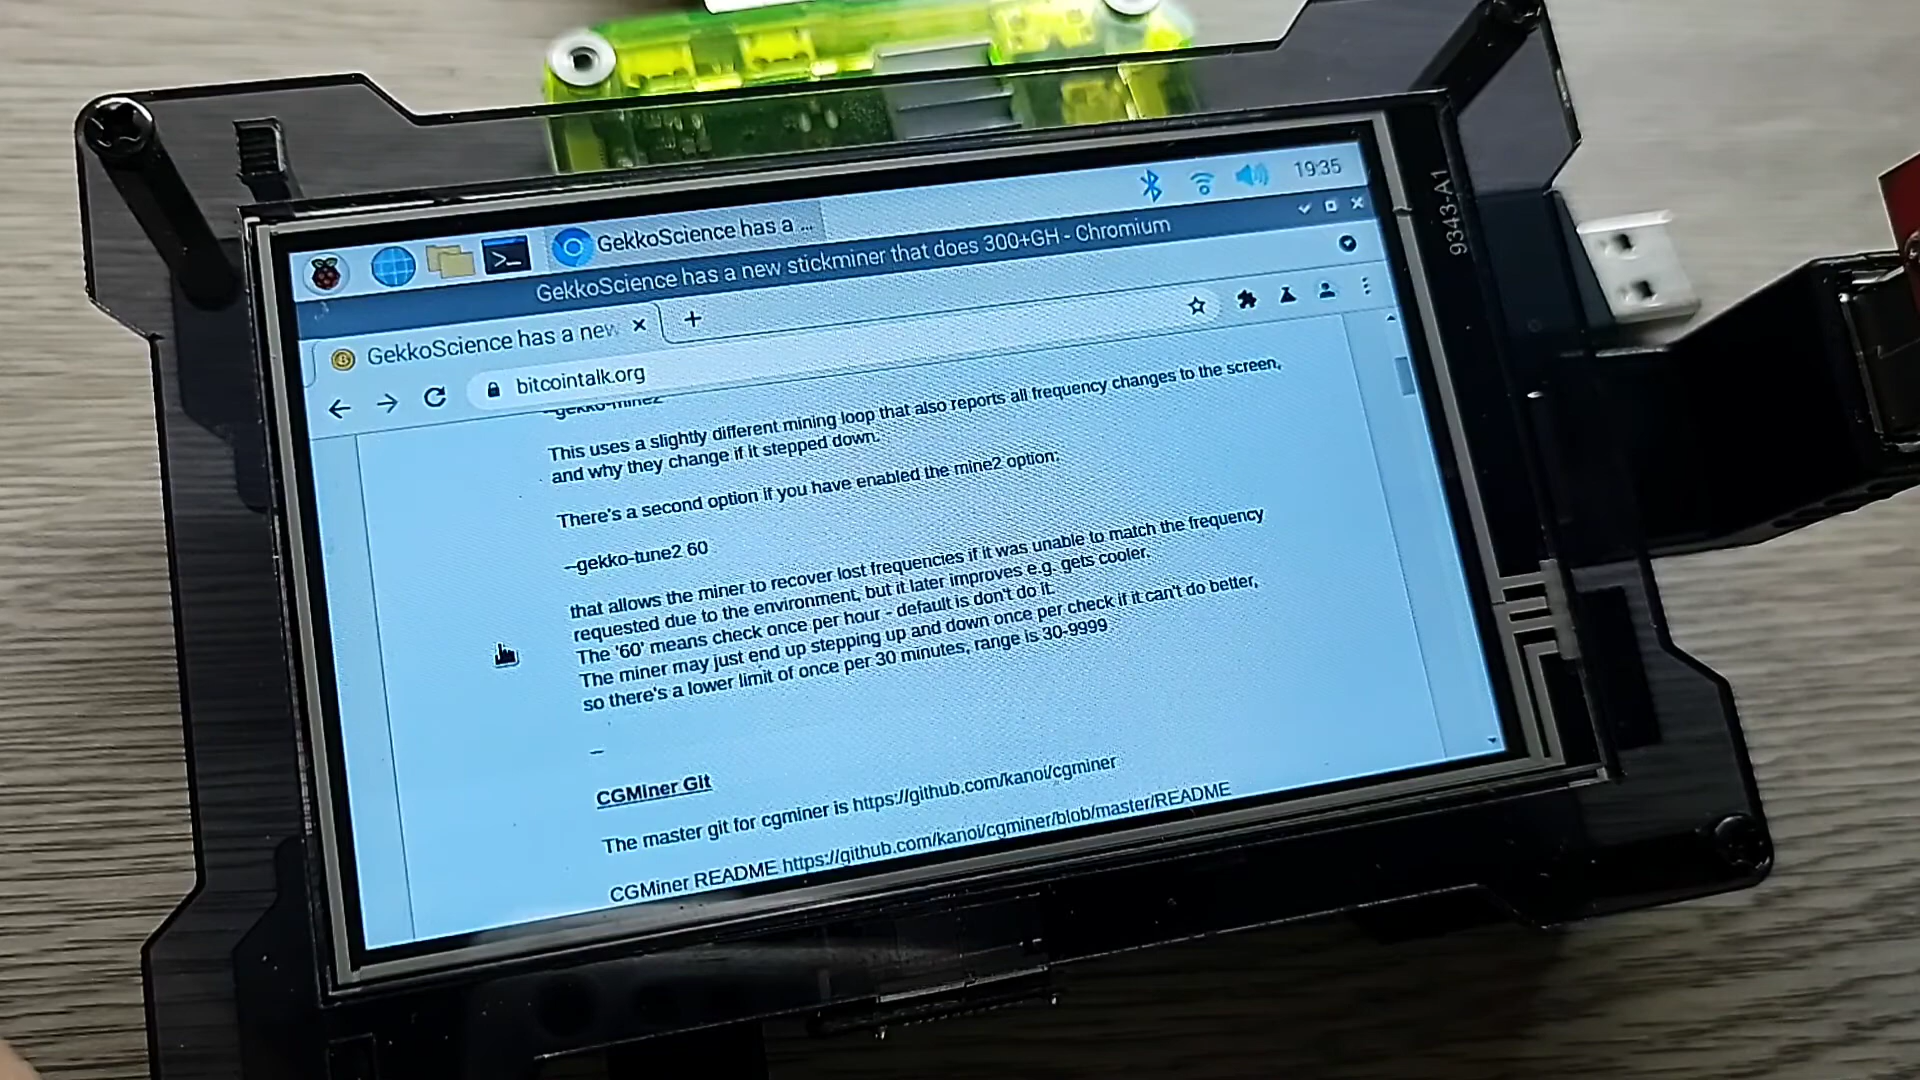 19:35
GekkoScience has a ...
GekkoScience has a new stickminer that does 300+GH - Chromium
GekkoScience has a new
bitcointalk.org
--gekko-mine2
This uses a slightly different mining loop that also reports all frequency changes to the screen,
and why they change if it stepped down.
There's a second option if you have enabled the mine2 option:
--gekko-tune2 60
that allows the miner to recover lost frequencies if it was unable to match the frequency
requested due to the environment, but it later improves e.g. gets cooler.
The '60' means check once per hour - default is don't do it.
The miner may just end up stepping up and down once per check if it can't do better,
so there's a lower limit of once per 30 minutes, range is 30-9999
--
CGMiner Git
The master git for cgminer is https://github.com/kanoi/cgminer
CGMiner README https://github.com/kanoi/cgminer/blob/master/README
9343-A1